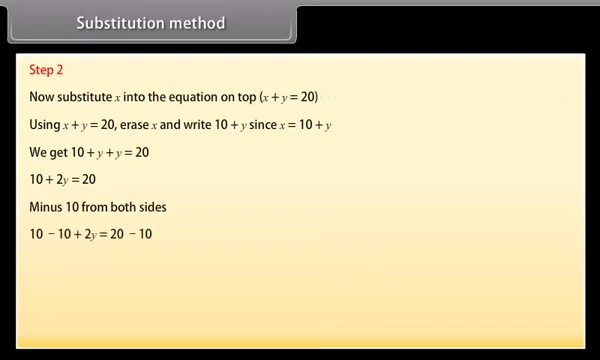 Substitution method
Step 2
Now substitute x into the equation on top (x + y = 20)
Using x + y = 20, erase x and write 10 + y since x = 10 + y
We get 10 + y + y = 20
10 + 2y = 20
Minus 10 from both sides
10 − 10 + 2y = 20 − 10